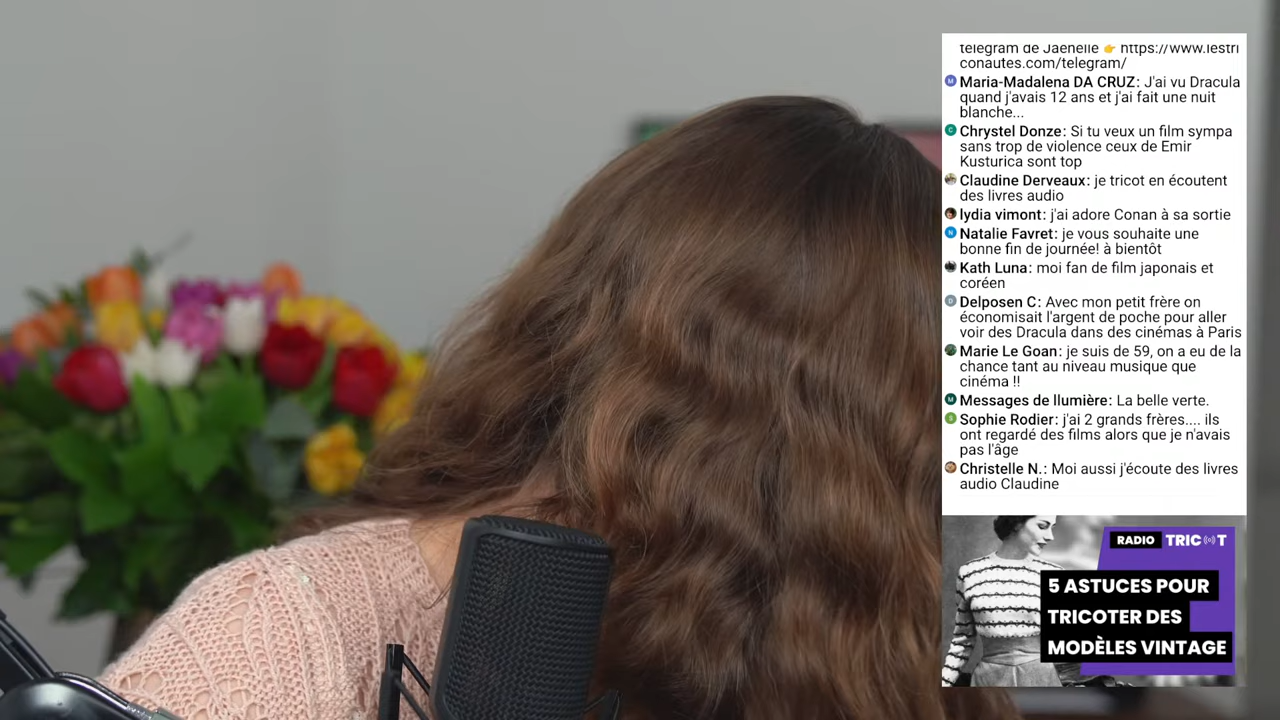 telegram de Jaenelle 👉 https://www.lestri
conautes.com/telegram/
Maria-Madalena DA CRUZ: J'ai vu Dracula
quand j'avais 12 ans et j'ai fait une nuit
blanche...
Chrystel Donze: Si tu veux un film sympa
sans trop de violence ceux de Emir
Kusturica sont top
Claudine Derveaux: je tricot en écoutent
des livres audio
lydia vimont: j'ai adore Conan à sa sortie
Natalie Favret: je vous souhaite une
bonne fin de journée! à bientôt
Kath Luna: moi fan de film japonais et
coréen
Delposen C: Avec mon petit frère on
économisait l'argent de poche pour aller
voir des Dracula dans des cinémas à Paris
Marie Le Goan: je suis de 59, on a eu de la
chance tant au niveau musique que
cinéma !!
Messages de llumière: La belle verte.
Sophie Rodier: j'ai 2 grands frères.... ils
ont regardé des films alors que je n'avais
pas l'âge
Christelle N.: Moi aussi j'écoute des livres
audio Claudine
RADIO TRICOT
5 ASTUCES POUR
TRICOTER DES
MODÈLES VINTAGE